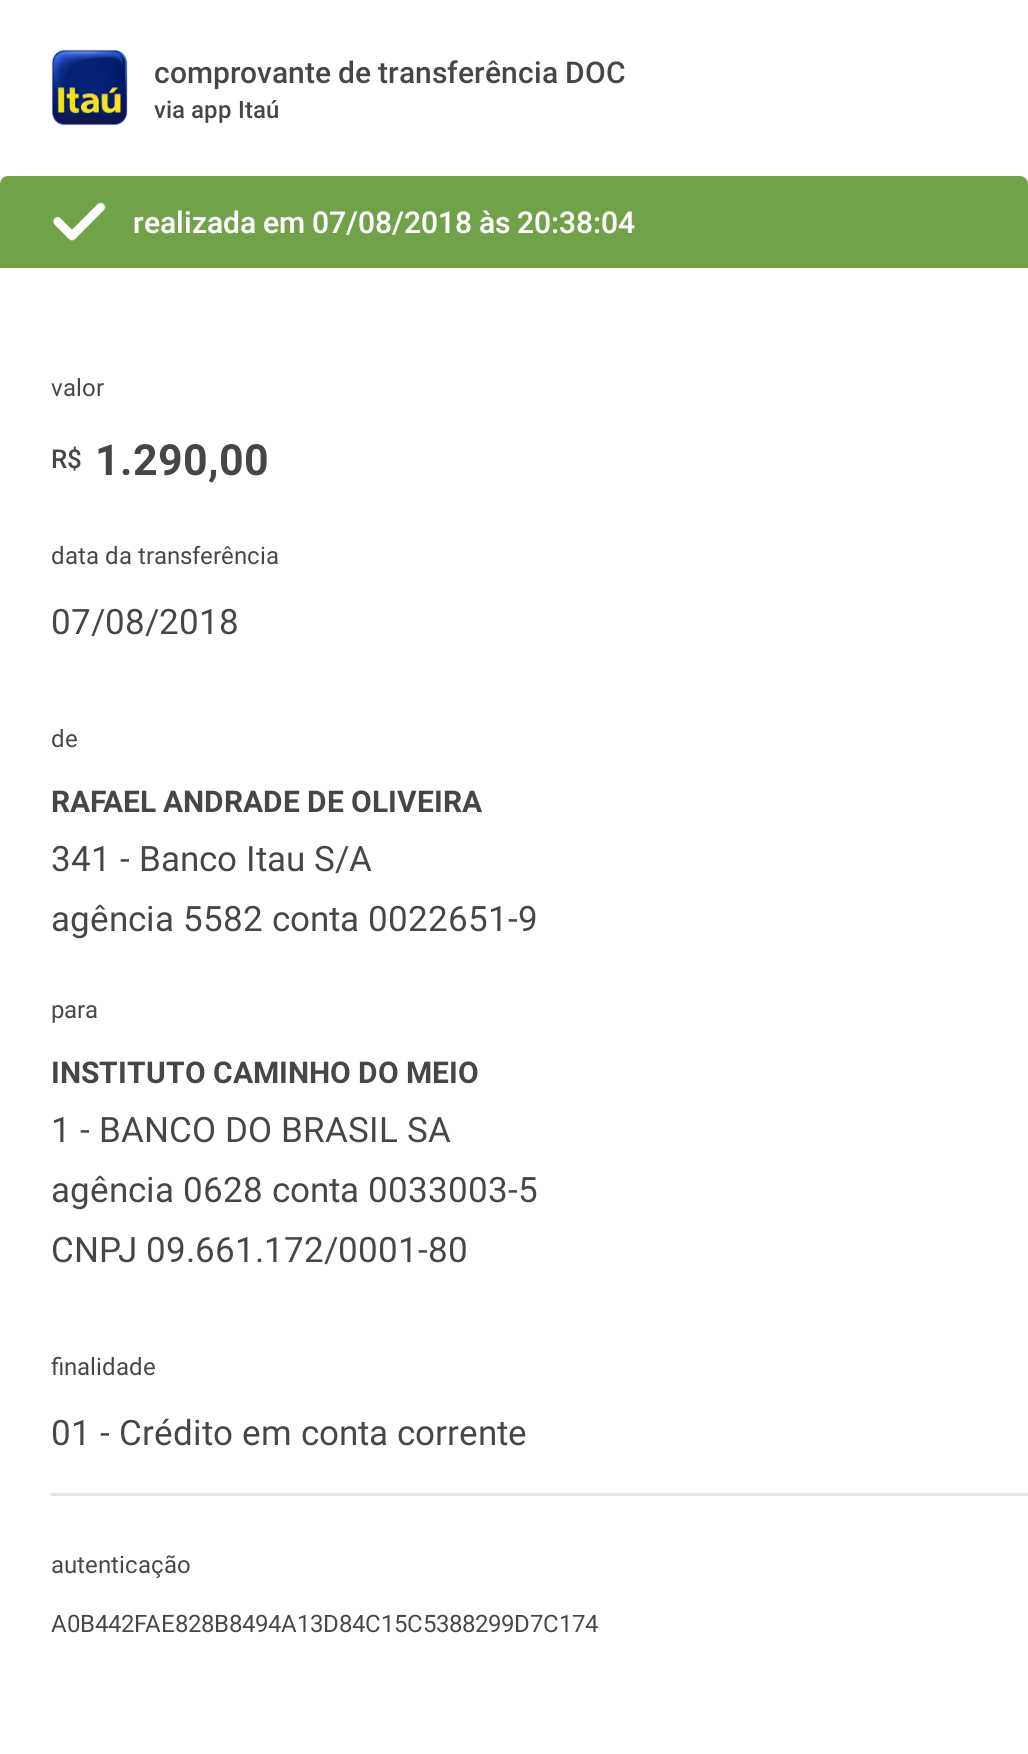 Itaú
comprovante de transferência DOC
via app Itaú
realizada em 07/08/2018 às 20:38:04
valor
R$ 1.290,00
data da transferência
07/08/2018
de
RAFAEL ANDRADE DE OLIVEIRA
341 - Banco Itau S/A
agência 5582 conta 0022651-9
para
INSTITUTO CAMINHO DO MEIO
1 - BANCO DO BRASIL SA
agência 0628 conta 0033003-5
CNPJ 09.661.172/0001-80
finalidade
01 - Crédito em conta corrente
autenticação
A0B442FAE828B8494A13D84C15C5388299D7C174